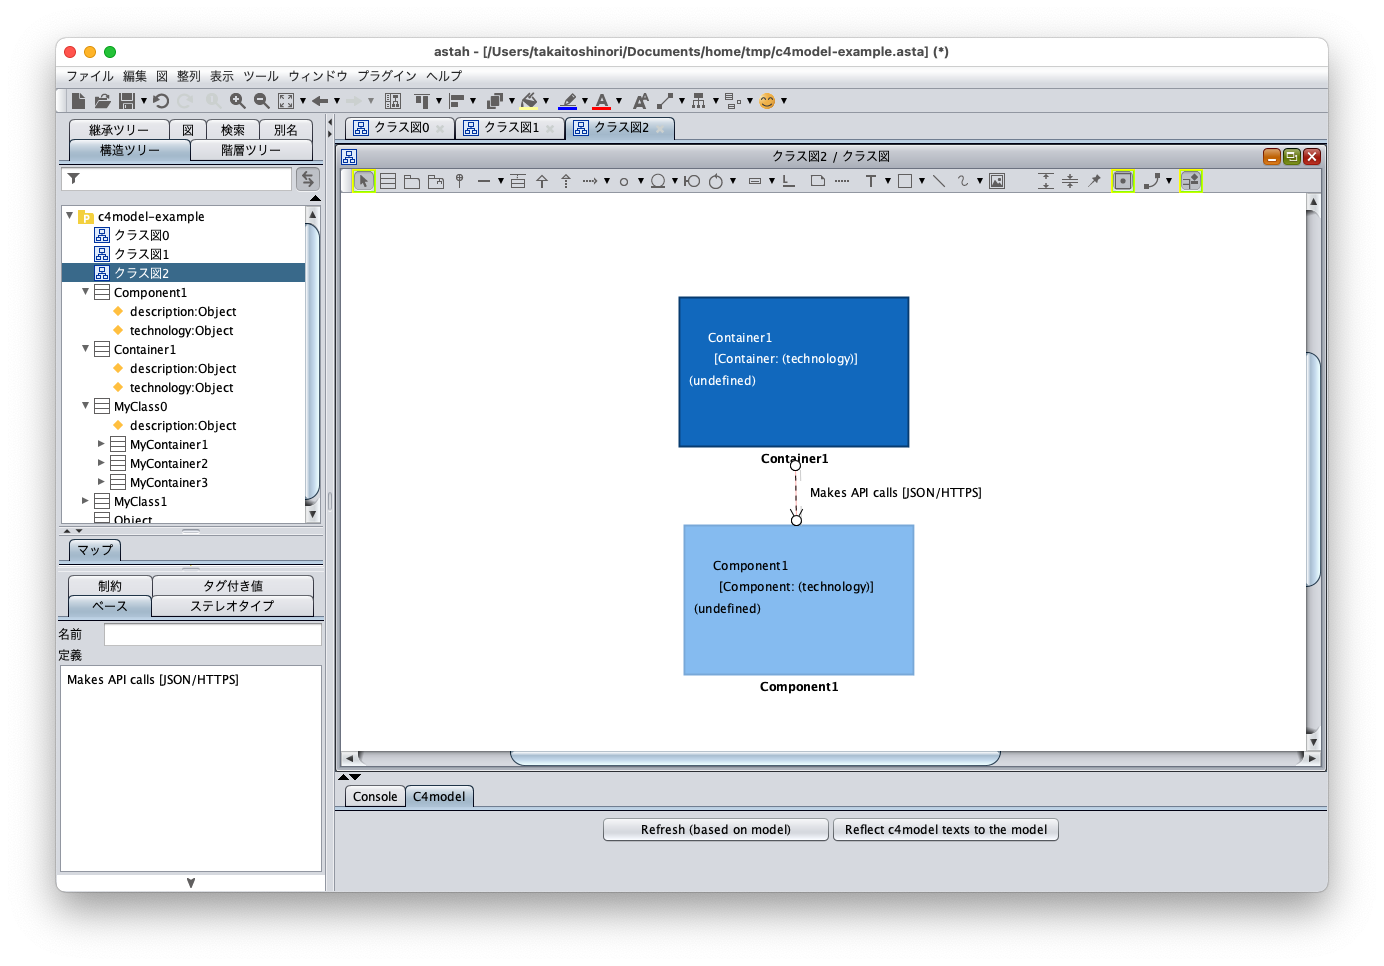 astah - [/Users/takaitoshinori/Documents/home/tmp/c4model-example.asta] (*)
ファイル 編集 図 整列 表示 ツール ウィンドウ プラグイン ヘルプ
継承ツリー 図 検索 別名
構造ツリー 階層ツリー
c4model-example
クラス図0
クラス図1
クラス図2
Component1
description:Object
technology:Object
Container1
description:Object
technology:Object
MyClass0
description:Object
MyContainer1
MyContainer2
MyContainer3
MyClass1
Object
マップ
制約 タグ付き値
ベース ステレオタイプ
名前
定義
Makes API calls [JSON/HTTPS]
クラス図0 クラス図1 クラス図2
クラス図2 / クラス図
Container1
[Container: (technology)]
(undefined)
Container1
Makes API calls [JSON/HTTPS]
Component1
[Component: (technology)]
(undefined)
Component1
Console C4model
Refresh (based on model) Reflect c4model texts to the model